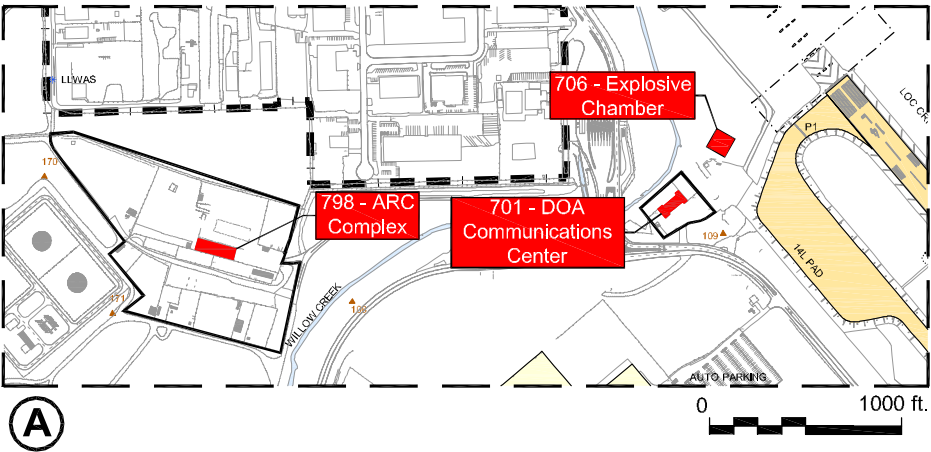 LLWAS
706 - Explosive
Chamber
LOC CR.
P1
170
798 - ARC
Complex
701 - DOA
Communications
Center
109
14L PAD
171
108
WILLOW CREEK
AUTO PARKING
A
0
1000 ft.